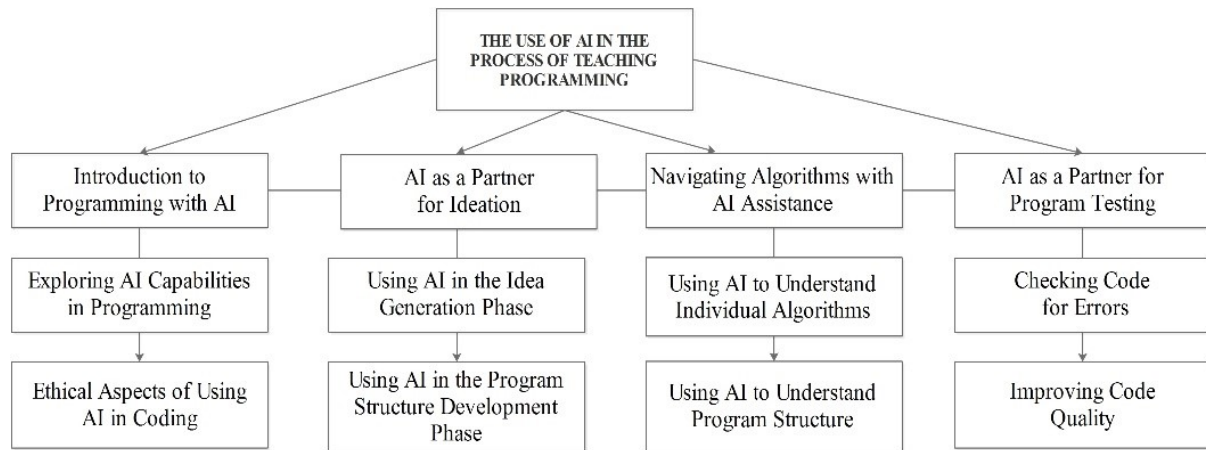 THE USE OF AI IN THE
PROCESS OF TEACHING
PROGRAMMING
Introduction to
Programming with AI
AI as a Partner
for Ideation
Navigating Algorithms with
AI Assistance
AI as a Partner for
Program Testing
Exploring AI Capabilities
in Programming
Using AI in the Idea
Generation Phase
Using AI to Understand
Individual Algorithms
Checking Code
for Errors
Ethical Aspects of Using
AI in Coding
Using AI in the Program
Structure Development
Phase
Using AI to Understand
Program Structure
Improving Code
Quality